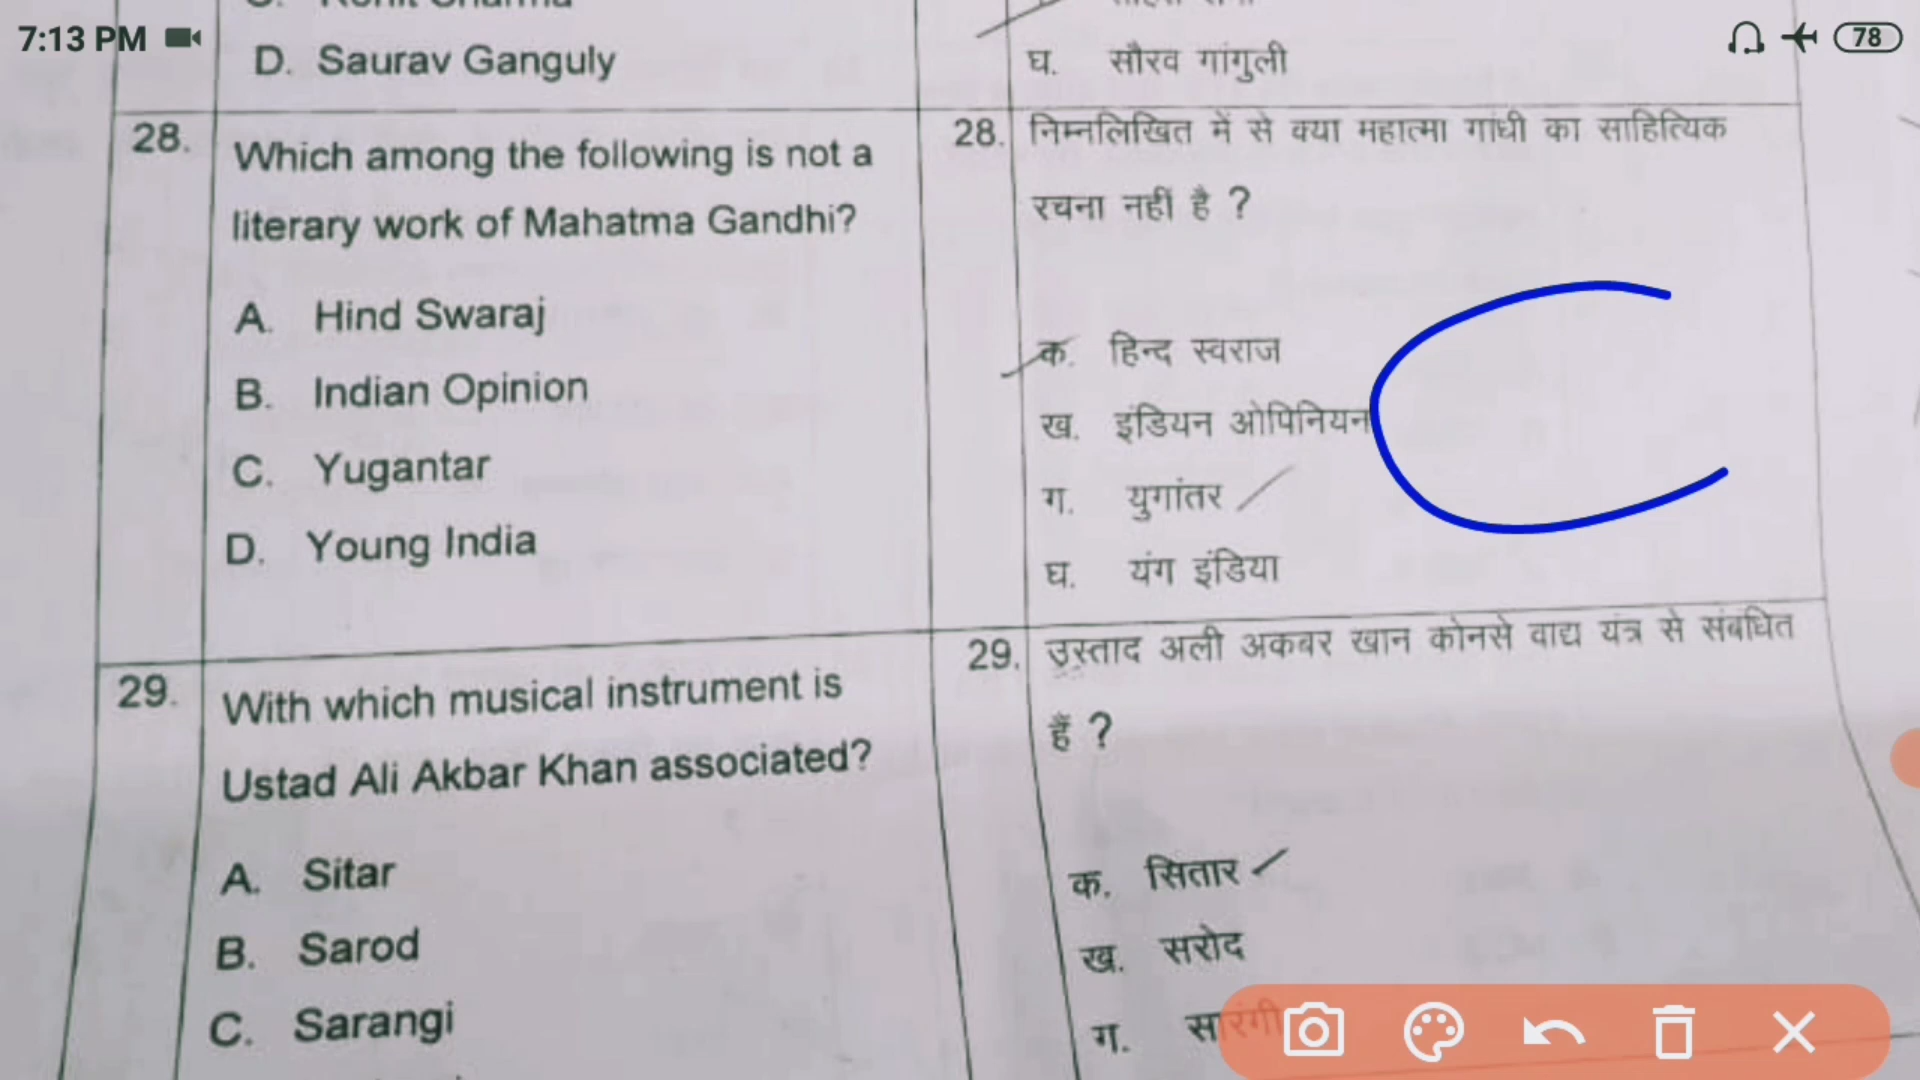 7:13 PM
78
D. Saurav Ganguly
घ. सौरव गांगुली
28. Which among the following is not a
literary work of Mahatma Gandhi?
A. Hind Swaraj
B. Indian Opinion
C. Yugantar
D. Young India
28. निम्नलिखित में से क्या महात्मा गांधी का साहित्यिक
रचना नहीं है ?
क. हिन्द स्वराज
ख. इंडियन ओपिनियन
ग. युगांतर
घ. यंग इंडिया
29. With which musical instrument is
Ustad Ali Akbar Khan associated?
A. Sitar
B. Sarod
C. Sarangi
29. उस्ताद अली अकबर खान कोनसे वाद्य यंत्र से संबंधित
हैं ?
क. सितार
ख. सरोद
ग. सारंगी